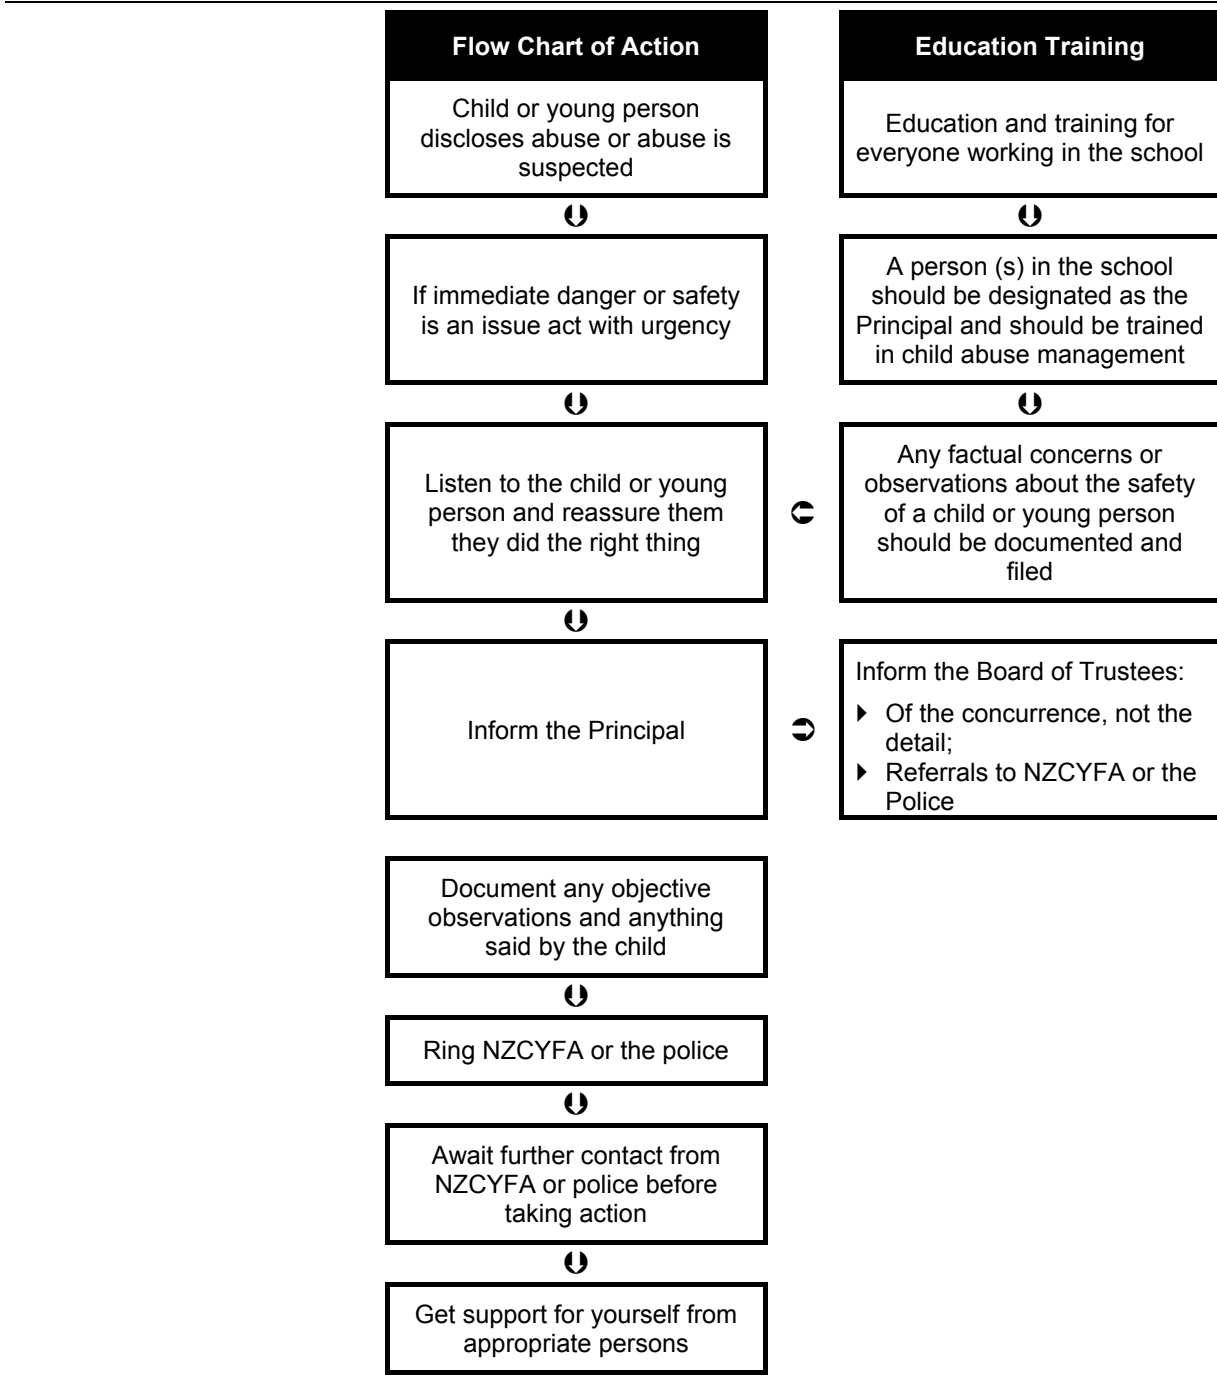 Flow Chart of Action
Child or young person
discloses abuse or abuse is
suspected
If immediate danger or safety
is an issue act with urgency
Listen to the child or young
person and reassure them
they did the right thing
Inform the Principal
Document any objective
observations and anything
said by the child
Ring NZCYFA or the police
Await further contact from
NZCYFA or police before
taking action
Get support for yourself from
appropriate persons
Education Training
Education and training for
everyone working in the school
A person (s) in the school
should be designated as the
Principal and should be trained
in child abuse management
Any factual concerns or
observations about the safety
of a child or young person
should be documented and
filed
Inform the Board of Trustees:
Of the concurrence, not the
detail;
Referrals to NZCYFA or the
Police